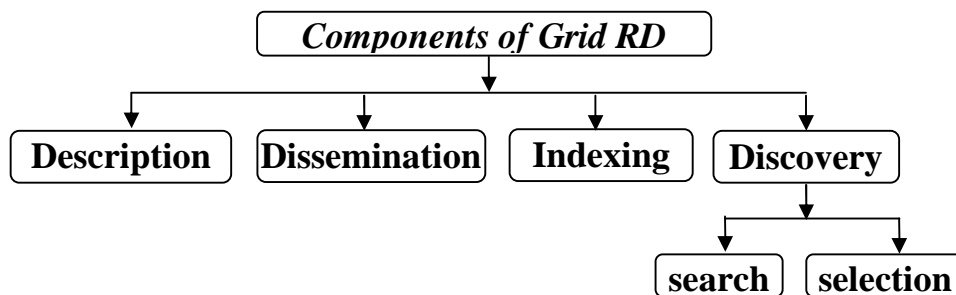 Components of Grid RD
Description
Dissemination
Indexing
Discovery
search
selection